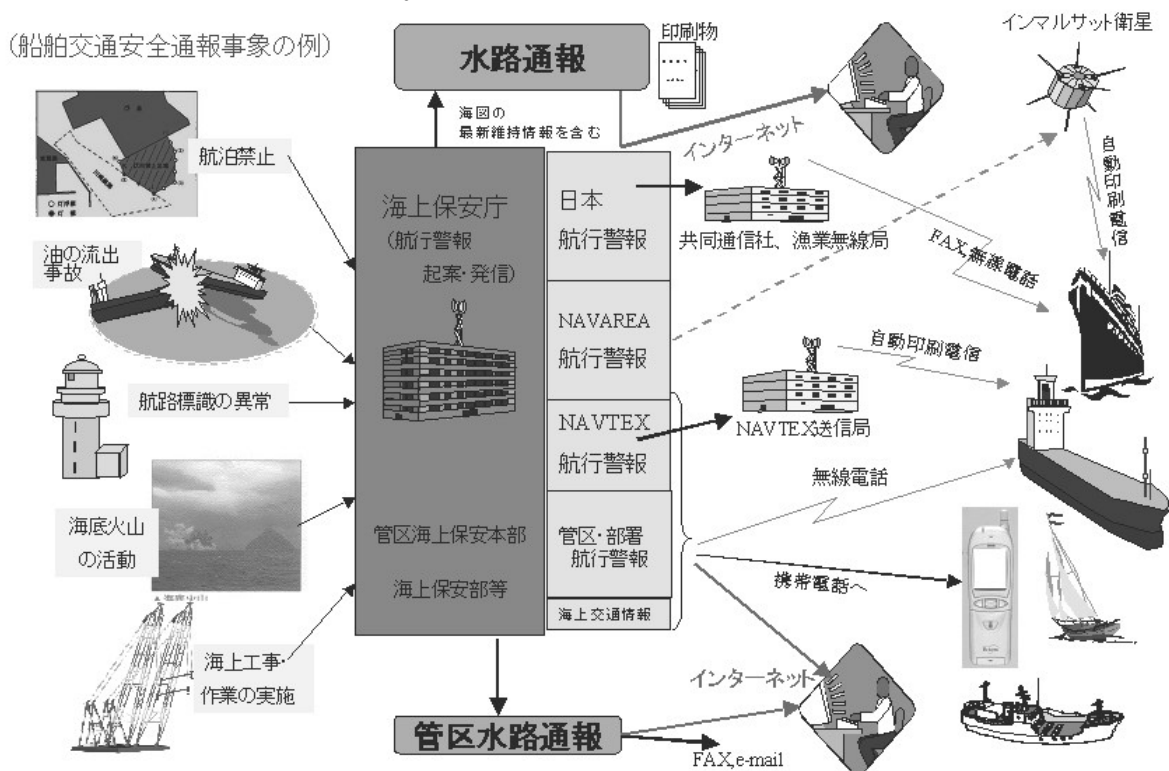 (船舶交通安全通報事象の例)
水路通報
印刷物
インマルサット衛星
海図の
最新維持情報を含む
インターネット
航泊禁止
海上保安庁
(航行警報
起案・発信)
日本
航行警報
共同通信社、漁業無線局
自動印刷電信
FAX,無線電話
油の流出
事故
NAVAREA
航行警報
自動印刷電信
航路標識の異常
NAVTEX
航行警報
NAVTEX送信局
無線電話
海底火山
の活動
管区海上保安本部
海上保安部等
管区・部署
航行警報
携帯電話へ
海上交通情報
▲海底火山
海上工事・
作業の実施
インターネット
管区水路通報
FAX,e-mail